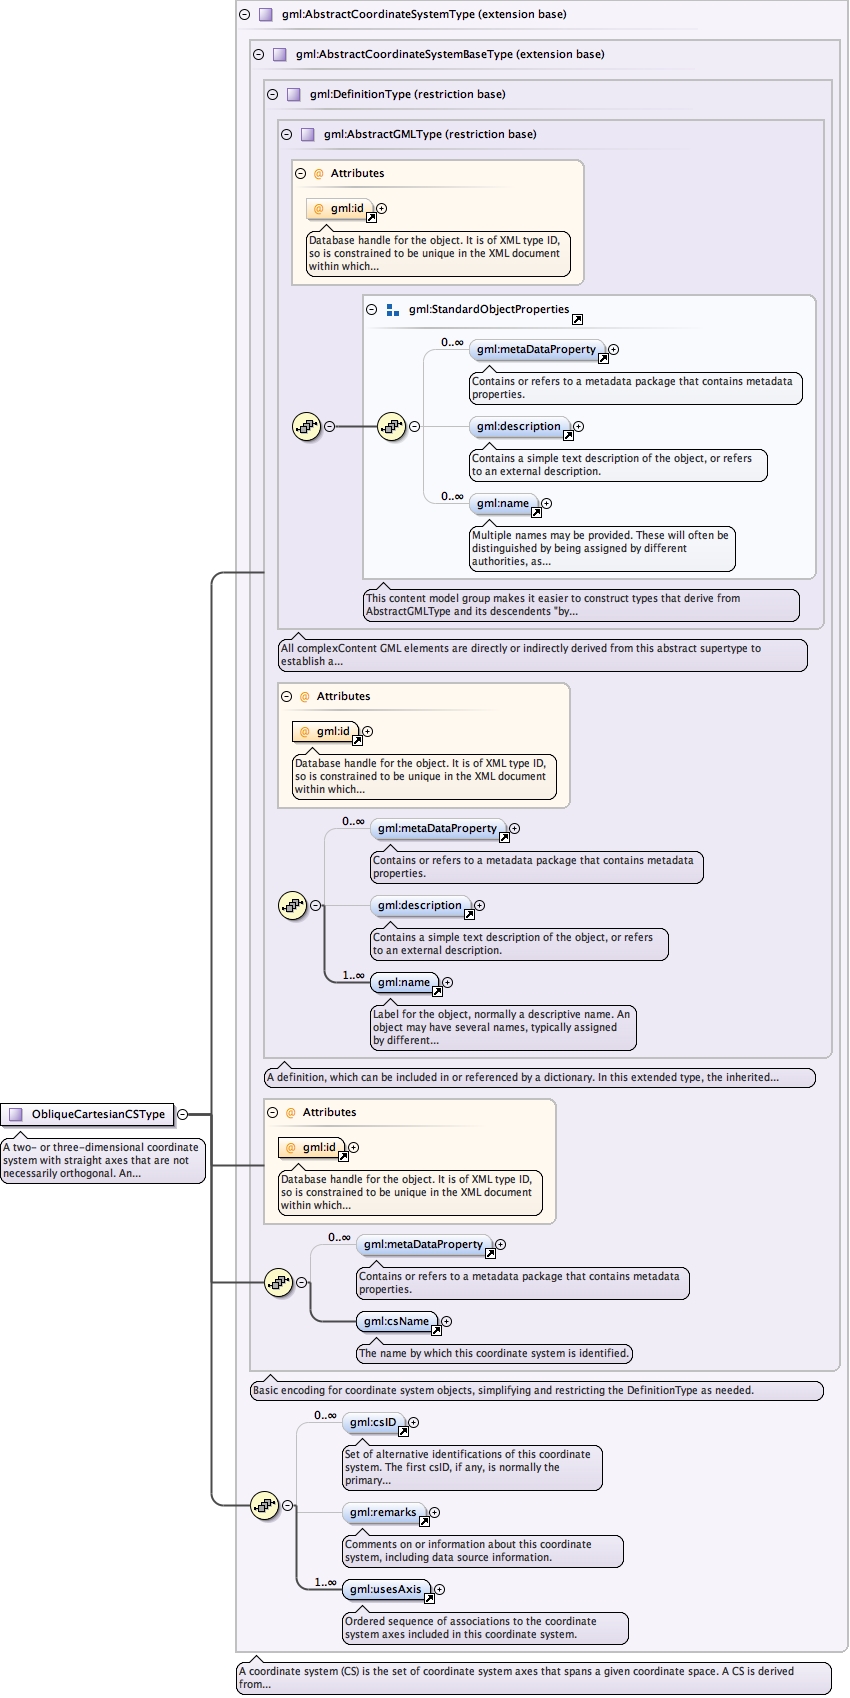 gml:AbstractCoordinateSystemType (extension base)
gml:AbstractCoordinateSystemBaseType (extension base)
gml:DefinitionType (restriction base)
gml:AbstractGMLType (restriction base)
@ Attributes
@ gml:id
Database handle for the object. It is of XML type ID,
so is constrained to be unique in the XML document
within which...
gml:StandardObjectProperties
0..∞
gml:metaDataProperty
Contains or refers to a metadata package that contains metadata
properties.
gml:description
Contains a simple text description of the object, or refers
to an external description.
0..∞
gml:name
Multiple names may be provided. These will often be
distinguished by being assigned by different
authorities, as...
This content model group makes it easier to construct types that derive from
AbstractGMLType and its descendents "by...
All complexContent GML elements are directly or indirectly derived from this abstract supertype to
establish a...
@ Attributes
@ gml:id
Database handle for the object. It is of XML type ID,
so is constrained to be unique in the XML document
within which...
0..∞
gml:metaDataProperty
Contains or refers to a metadata package that contains metadata
properties.
gml:description
Contains a simple text description of the object, or refers
to an external description.
1..∞
gml:name
Label for the object, normally a descriptive name. An
object may have several names, typically assigned
by different...
A definition, which can be included in or referenced by a dictionary. In this extended type, the inherited...
ObliqueCartesianCSType
A two- or three-dimensional coordinate
system with straight axes that are not
necessarily orthogonal. An...
@ Attributes
@ gml:id
Database handle for the object. It is of XML type ID,
so is constrained to be unique in the XML document
within which...
0..∞
gml:metaDataProperty
Contains or refers to a metadata package that contains metadata
properties.
gml:csName
The name by which this coordinate system is identified.
Basic encoding for coordinate system objects, simplifying and restricting the DefinitionType as needed.
0..∞
gml:csID
Set of alternative identifications of this coordinate
system. The first csID, if any, is normally the
primary...
gml:remarks
Comments on or information about this coordinate
system, including data source information.
1..∞
gml:usesAxis
Ordered sequence of associations to the coordinate
system axes included in this coordinate system.
A coordinate system (CS) is the set of coordinate system axes that spans a given coordinate space. A CS is derived
from...